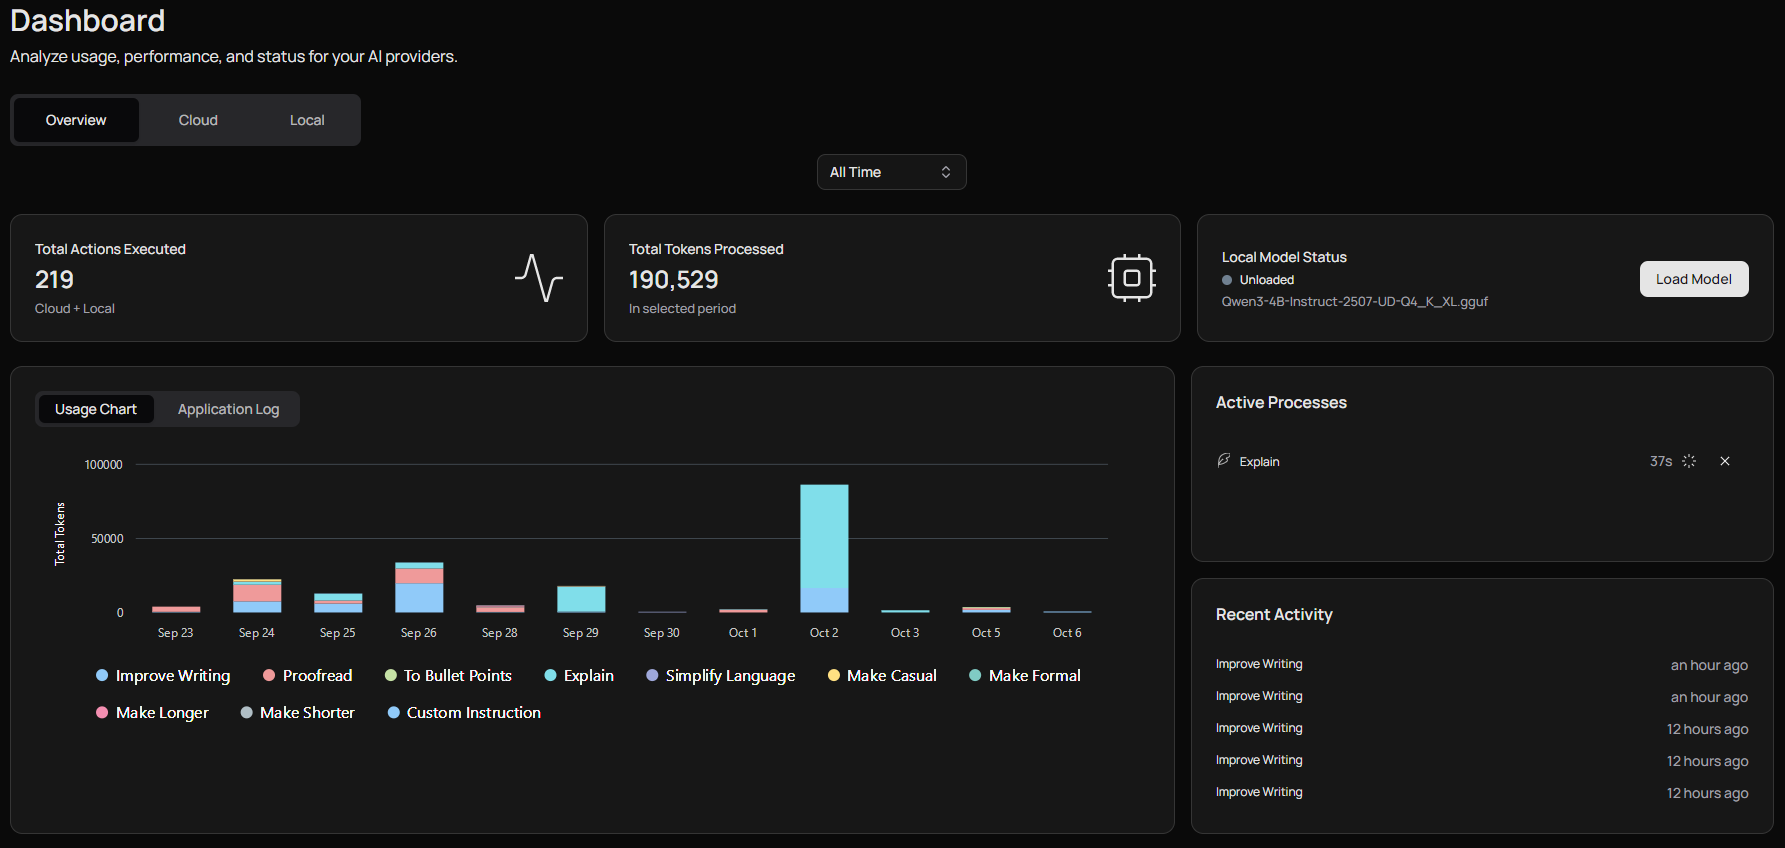 Dashboard
Analyze usage, performance, and status for your AI providers.
Overview Cloud Local
All Time
Total Actions Executed
219
Cloud + Local
Total Tokens Processed
190,529
In selected period
Local Model Status
Unloaded
Qwen3-4B-Instruct-2507-UD-Q4_K_XL.gguf
Load Model
Usage Chart Application Log
Total Tokens
100000
50000
0
Sep 23 Sep 24 Sep 25 Sep 26 Sep 28 Sep 29 Sep 30 Oct 1 Oct 2 Oct 3 Oct 5 Oct 6
Improve Writing Proofread To Bullet Points Explain Simplify Language Make Casual Make Formal
Make Longer Make Shorter Custom Instruction
Active Processes
Explain 37s
Recent Activity
Improve Writing an hour ago
Improve Writing an hour ago
Improve Writing 12 hours ago
Improve Writing 12 hours ago
Improve Writing 12 hours ago